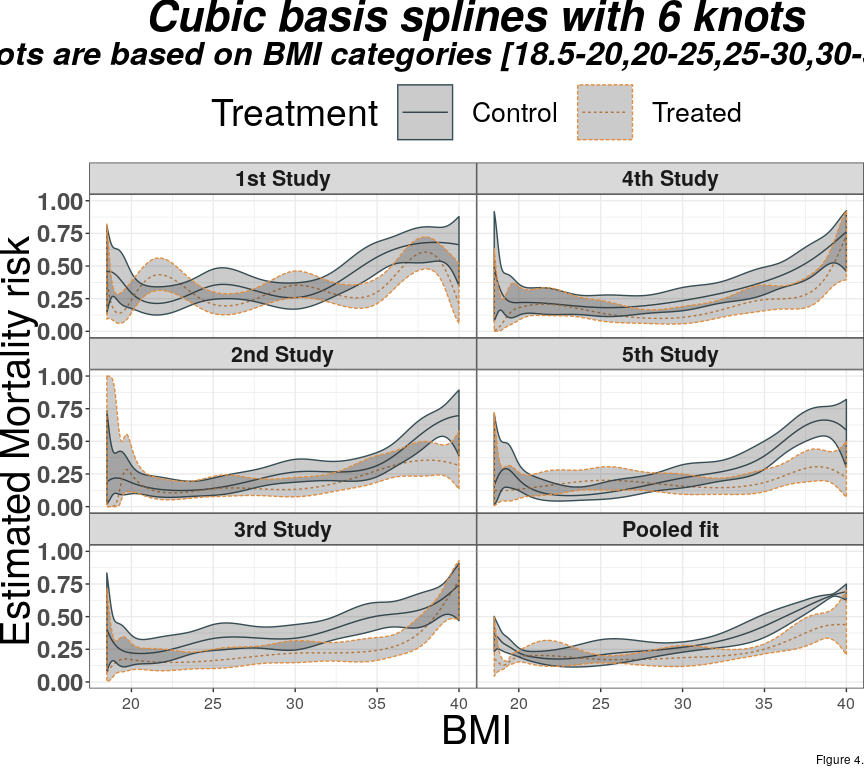 Cubic basis splines with 6 knots
ots are based on BMI categories [18.5-20,20-25,25-30,30-
Treatment Control Treated
1st Study 4th Study
1.00
0.75
0.50
0.25
0.00
2nd Study 5th Study
1.00
0.75
0.50
0.25
0.00
3rd Study Pooled fit
1.00
0.75
0.50
0.25
0.00
20 25 30 35 40 20 25 30 35 40
Estimated Mortality risk
BMI
Figure 4.